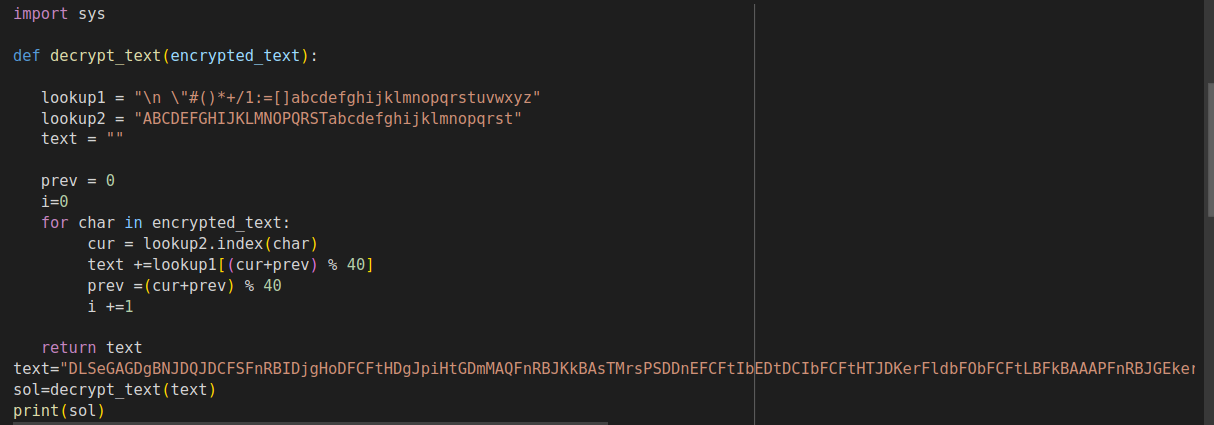 import sys
def decrypt_text(encrypted_text):
lookup1 = "\n \"#()*+/1:=[]abcdefghijklmnopqrstuvwxyz"
lookup2 = "ABCDEFGHIJKLMNOPQRSTabcdefghijklmnopqrst"
text = ""
prev = 0
i=0
for char in encrypted_text:
cur = lookup2.index(char)
text +=lookup1[(cur+prev) % 40]
prev =(cur+prev) % 40
i +=1
return text
text="DLSeGAGDgBNJDQJDCFSFnRBIDjgHoDFCFtHDgJpiHtGDmMAQFnRBJKkBAsTMrsPSDDnEFCFtIbEDtDCIbFCFtHTJDKerFldbFObFCFtLBFkBAAAPFnRBJGEker
sol=decrypt_text(text)
print(sol)